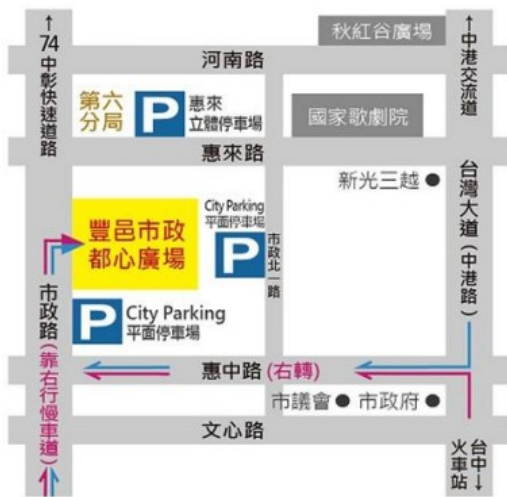 ↑
74
中彰快速道路
秋紅谷廣場
↑中港交流道
河南路
第六
分局
P
惠來
立體停車場
國家歌劇院
惠來路
新光三越 ●
台灣大道(中港路)
豐邑市政
都心廣場
City Parking
平面停車場
P
市政北一路
市政路(靠右行慢車道)
P
City Parking
平面停車場
惠中路(右轉)
市議會 ● 市政府 ●
文心路
台中↓
火車站